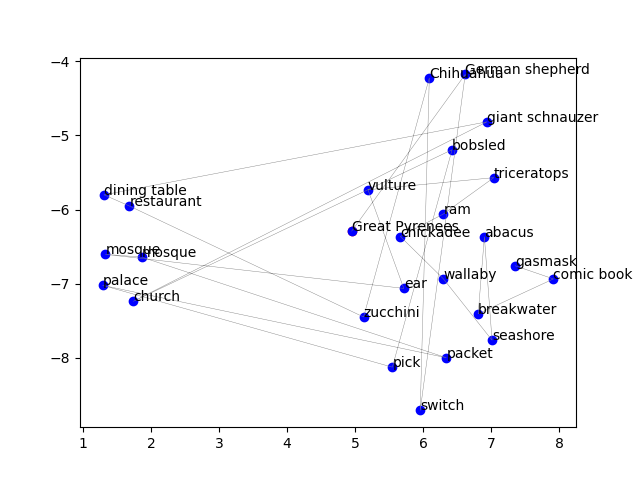 −4
Chihuahua
German shepherd
giant schnauzer
−5
bobsled
triceratops
vulture
dining table
restaurant
−6
ram
Great Pyrenees
chickadee
abacus
mosque
mosque
gasmask
comic book
wallaby
−7
palace
ear
church
breakwater
zucchini
seashore
packet
−8
pick
switch
1 2 3 4 5 6 7 8